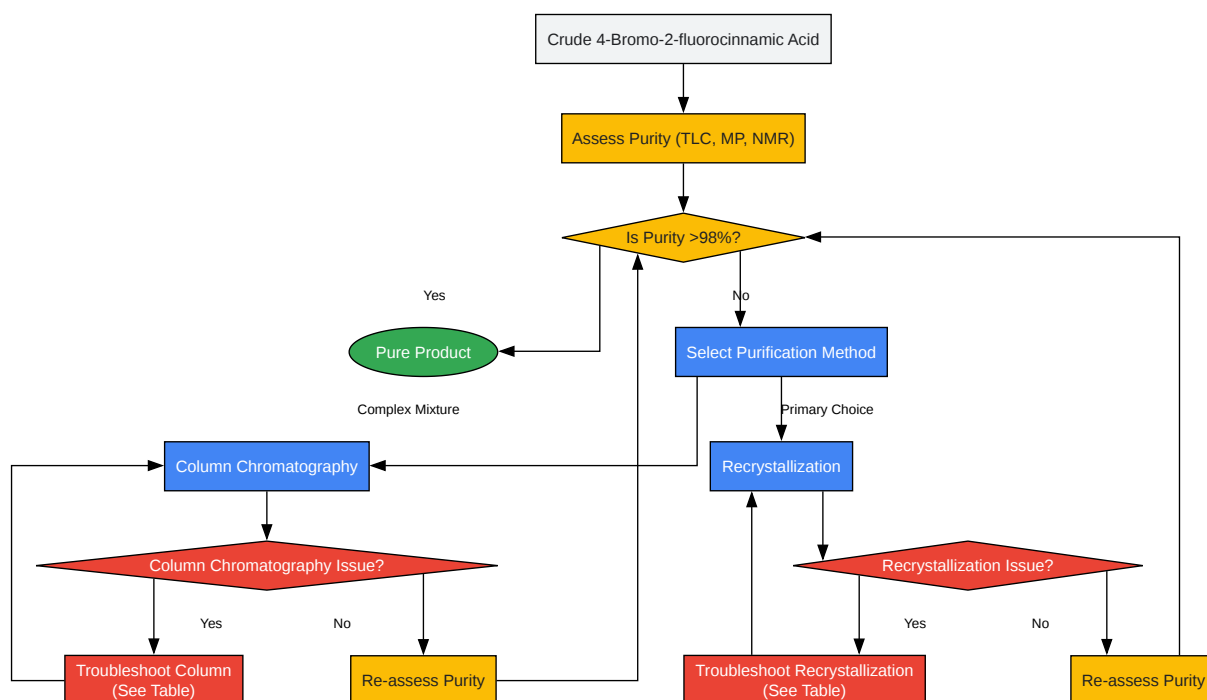 Crude 4-Bromo-2-fluorocinnamic Acid
Assess Purity (TLC, MP, NMR)
Is Purity >98%?
Yes
No
Pure Product
Select Purification Method
Complex Mixture
Primary Choice
Column Chromatography
Recrystallization
Column Chromatography Issue?
Recrystallization Issue?
Yes
No
Yes
No
Troubleshoot Column
(See Table)
Re-assess Purity
Troubleshoot Recrystallization
(See Table)
Re-assess Purity